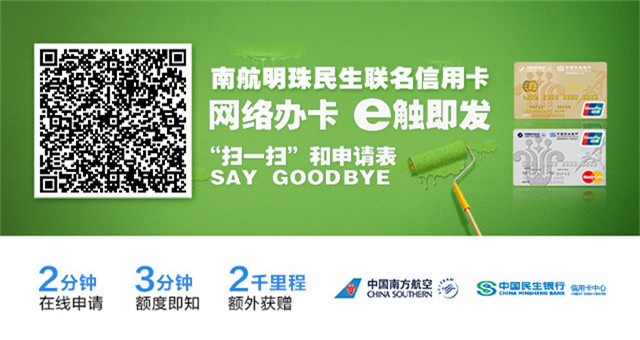 南航明珠民生联名信用卡
网络办卡 e触即发
“扫一扫”和申请表
SAY GOODBYE
2分钟
在线申请
3分钟
额度即知
2千里程
额外获赠
中国南方航空
CHINA SOUTHERN
中国民生银行
CHINA MINSHENG BANK
信用卡中心
CREDIT CARD CENTER